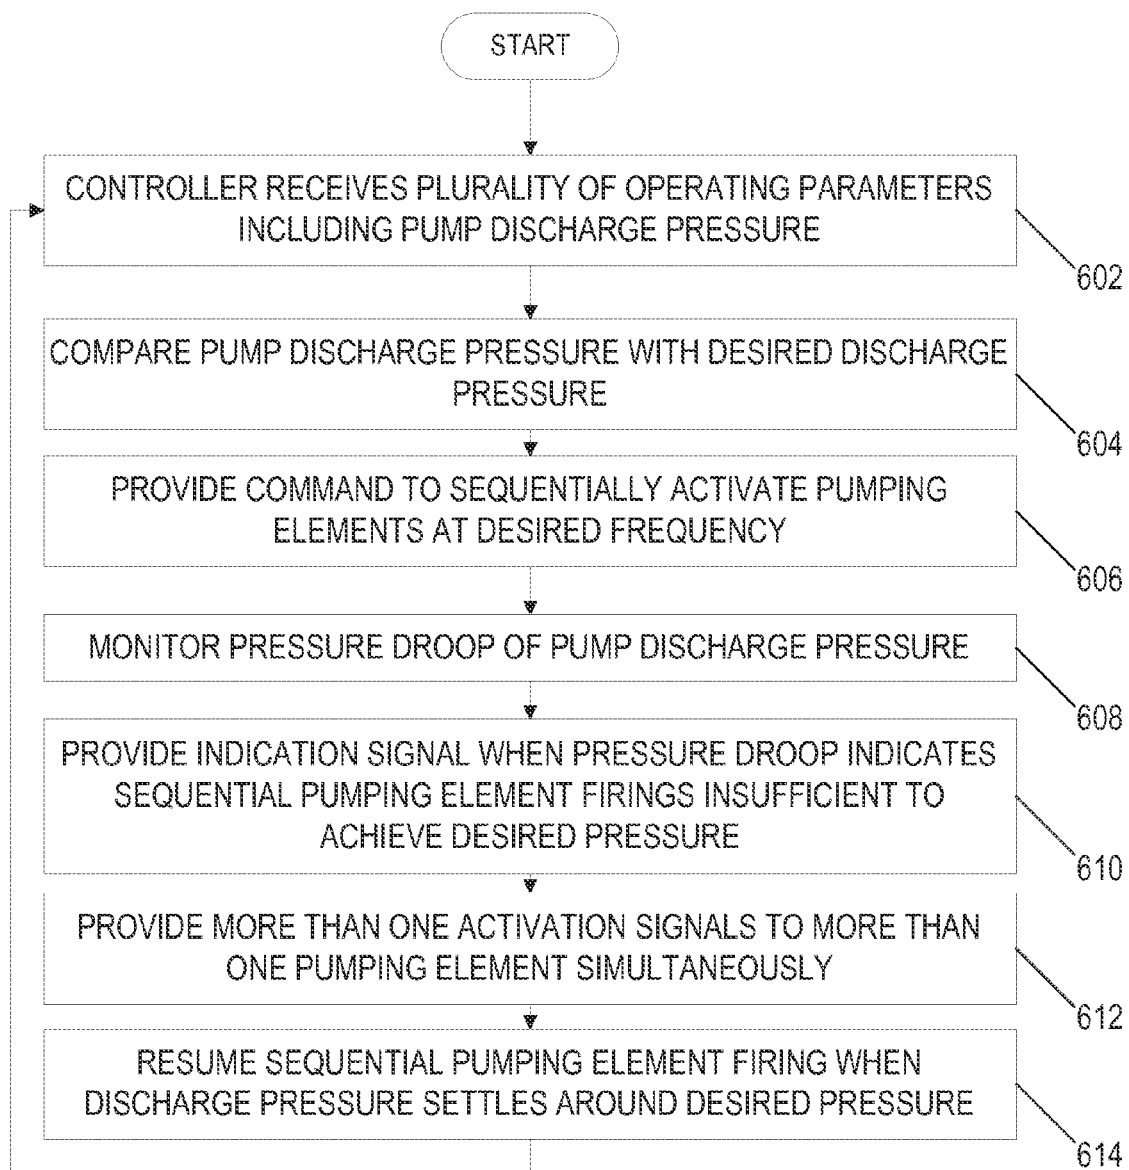 START
CONTROLLER RECEIVES PLURALITY OF OPERATING PARAMETERS
INCLUDING PUMP DISCHARGE PRESSURE
602
COMPARE PUMP DISCHARGE PRESSURE WITH DESIRED DISCHARGE
PRESSURE
604
PROVIDE COMMAND TO SEQUENTIALLY ACTIVATE PUMPING
ELEMENTS AT DESIRED FREQUENCY
606
MONITOR PRESSURE DROOP OF PUMP DISCHARGE PRESSURE
608
PROVIDE INDICATION SIGNAL WHEN PRESSURE DROOP INDICATES
SEQUENTIAL PUMPING ELEMENT FIRINGS INSUFFICIENT TO
ACHIEVE DESIRED PRESSURE
610
PROVIDE MORE THAN ONE ACTIVATION SIGNALS TO MORE THAN
ONE PUMPING ELEMENT SIMULTANEOUSLY
612
RESUME SEQUENTIAL PUMPING ELEMENT FIRING WHEN
DISCHARGE PRESSURE SETTLES AROUND DESIRED PRESSURE
614